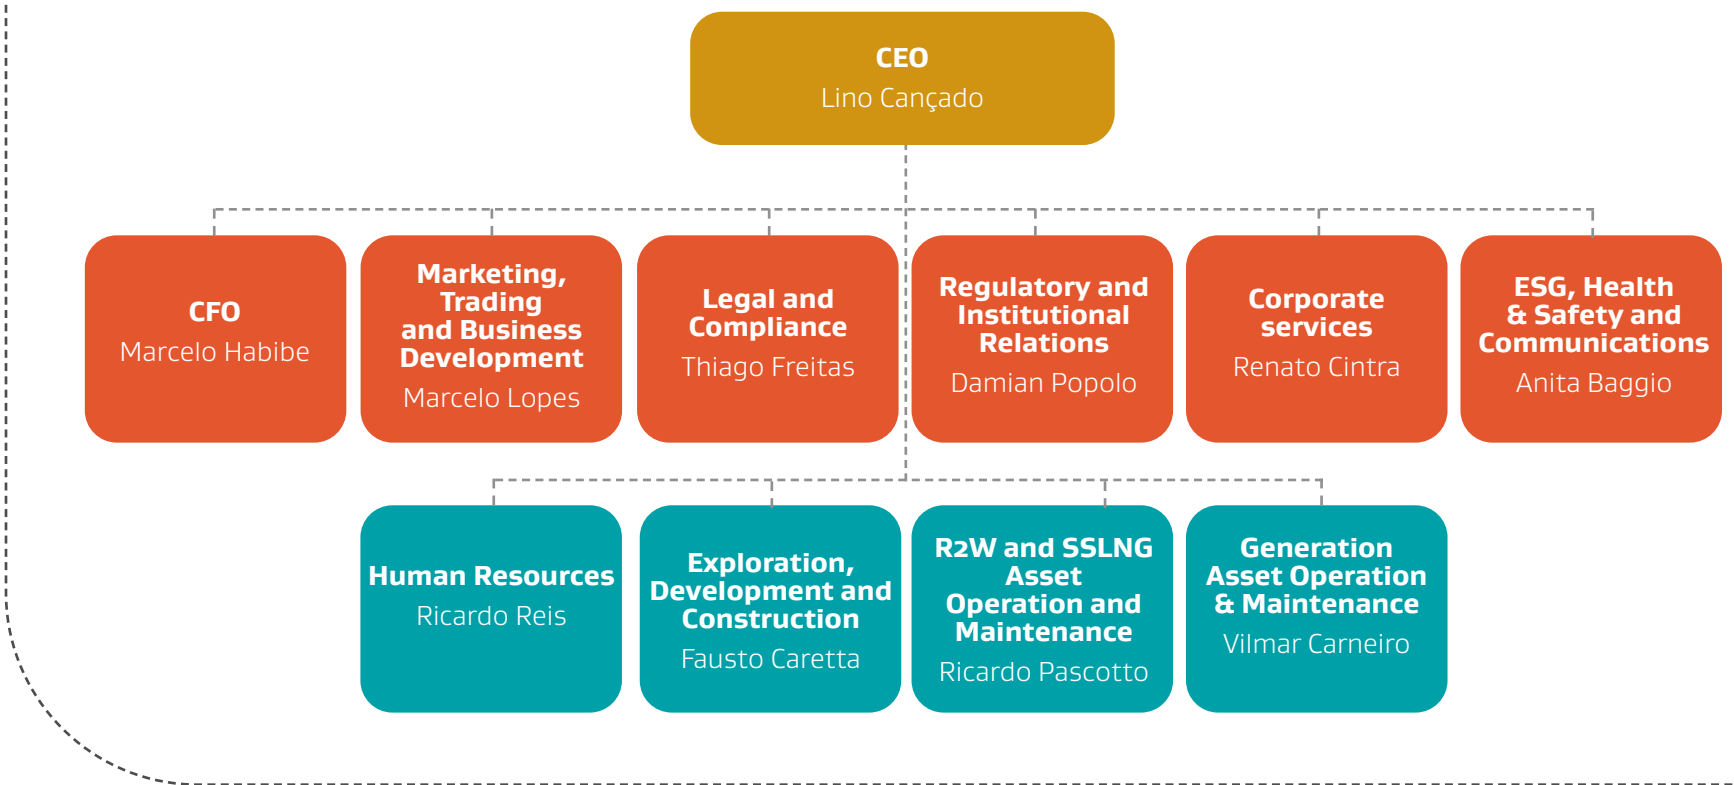 CEO
Lino Cançado
CFO
Marcelo Habibe
Marketing,
Trading
and Business
Development
Marcelo Lopes
Legal and
Compliance
Thiago Freitas
Regulatory and
Institutional
Relations
Damian Popolo
Corporate
services
Renato Cintra
ESG, Health
& Safety and
Communications
Anita Baggio
Human Resources
Ricardo Reis
Exploration,
Development and
Construction
Fausto Caretta
R2W and SSLNG
Asset
Operation and
Maintenance
Ricardo Pascotto
Generation
Asset Operation
& Maintenance
Vilmar Carneiro